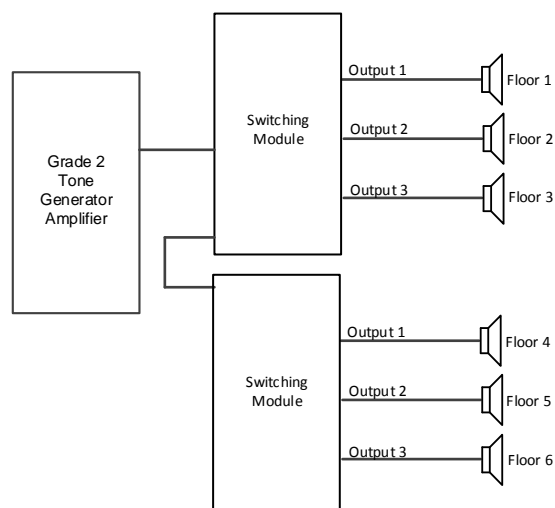 Grade 2
Tone
Generator
Amplifier
Switching
Module
Output 1
Floor 1
Output 2
Floor 2
Output 3
Floor 3
Switching
Module
Output 1
Floor 4
Output 2
Floor 5
Output 3
Floor 6